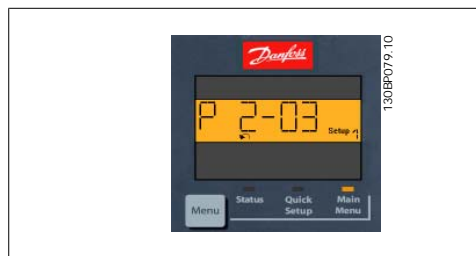 Danfoss
130BP079.10
P 2-03
Setup 1
Status Quick Setup Main Menu
Menu